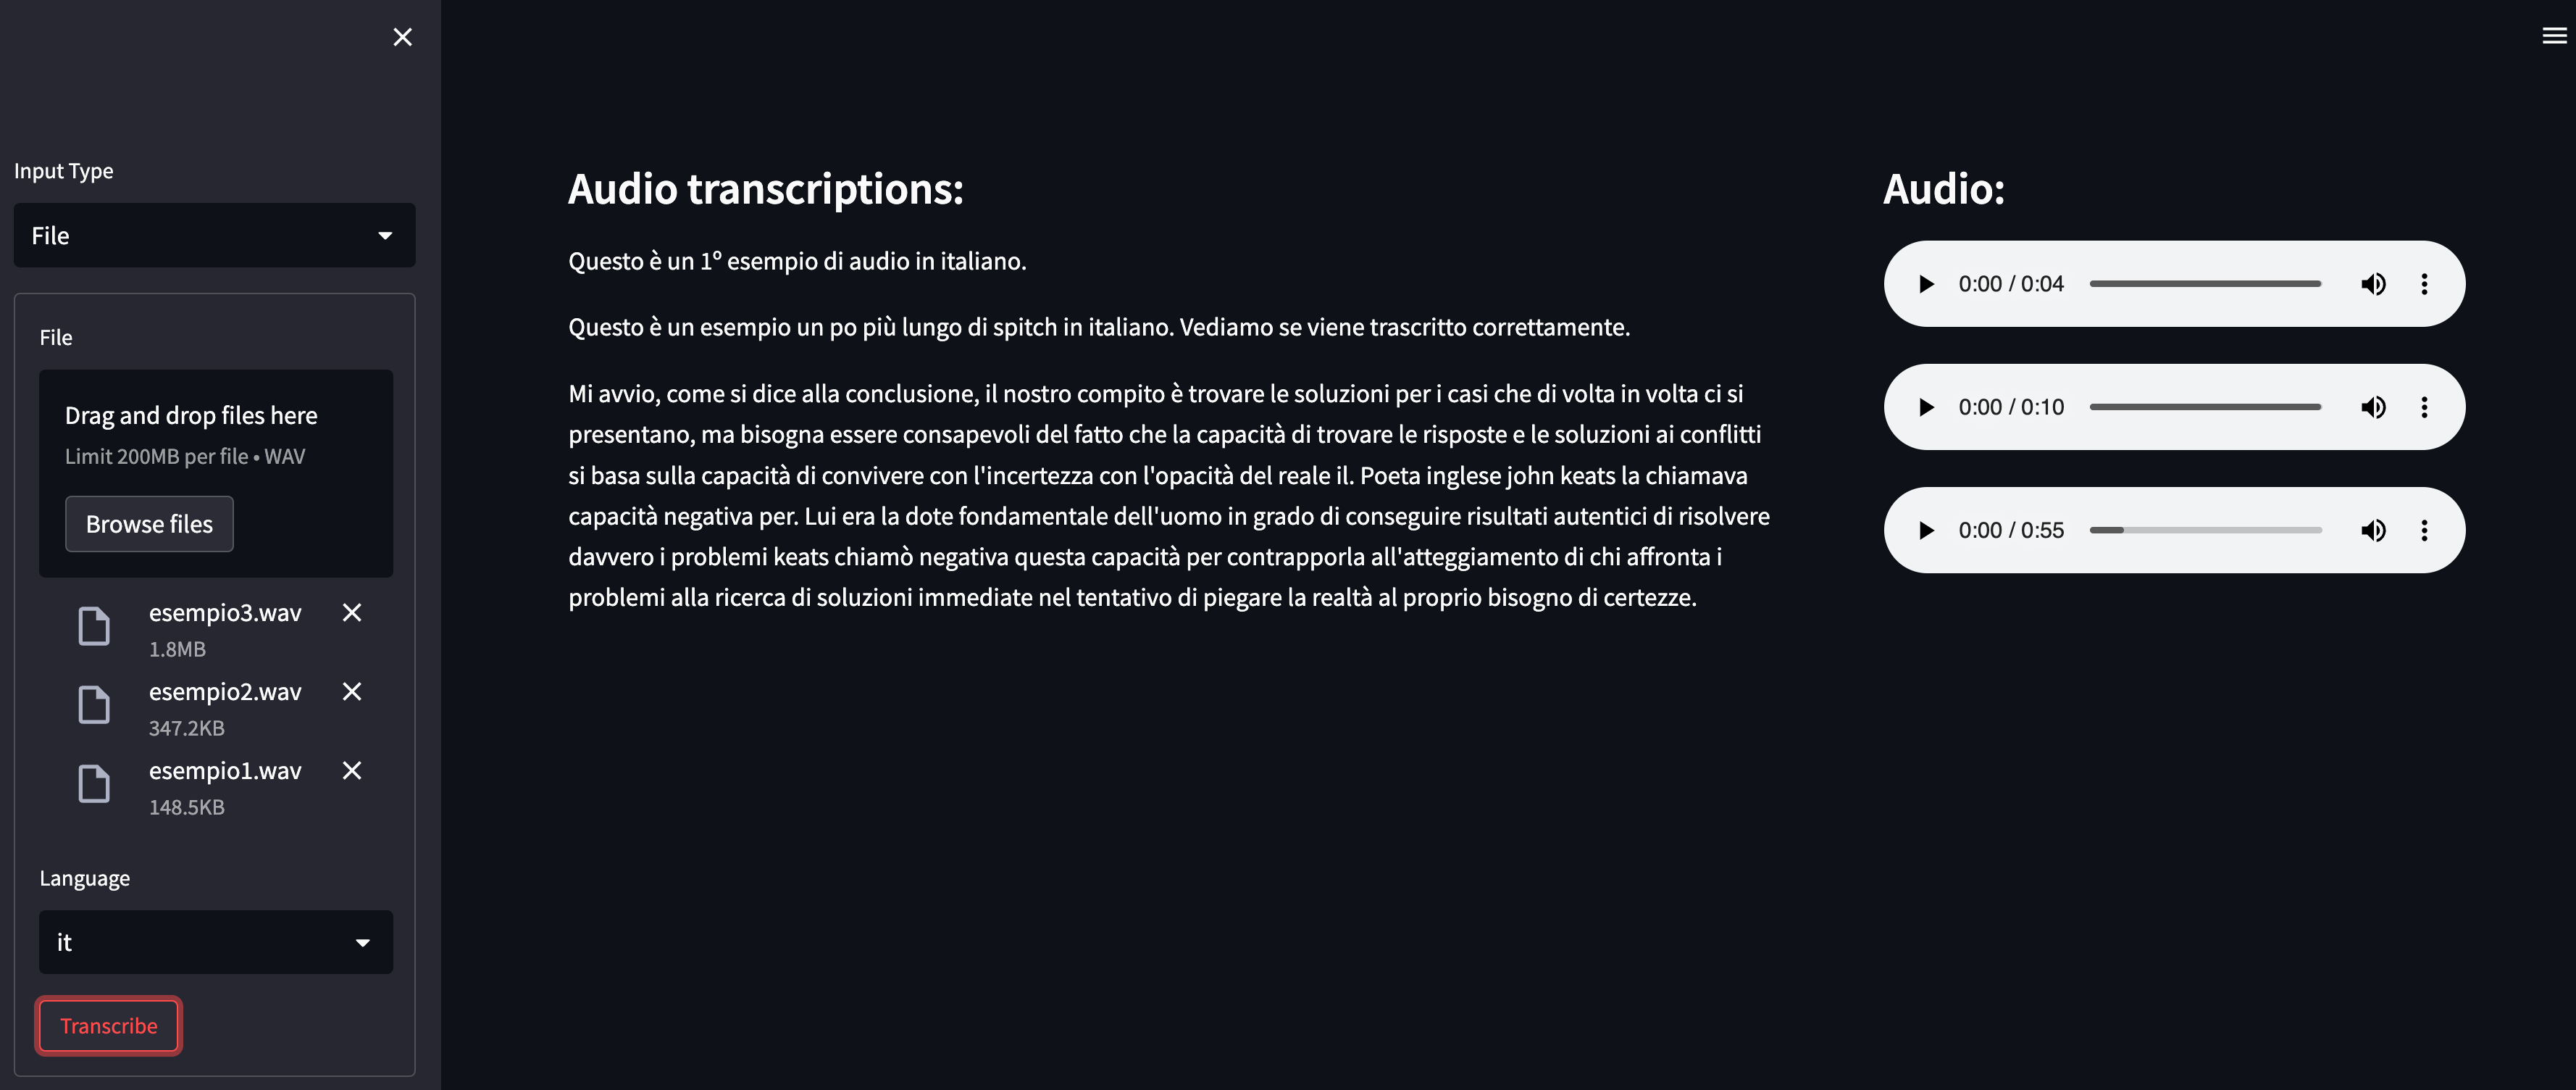 Input Type
File
File
Drag and drop files here
Limit 200MB per file • WAV
Browse files
esempio3.wav
1.8MB
esempio2.wav
347.2KB
esempio1.wav
148.5KB
Language
it
Transcribe
Audio transcriptions:
Questo è un 1º esempio di audio in italiano.
Questo è un esempio un po più lungo di spitch in italiano. Vediamo se viene trascritto correttamente.
Mi avvio, come si dice alla conclusione, il nostro compito è trovare le soluzioni per i casi che di volta in volta ci si
presentano, ma bisogna essere consapevoli del fatto che la capacità di trovare le risposte e le soluzioni ai conflitti
si basa sulla capacità di convivere con l'incertezza con l'opacità del reale il. Poeta inglese john keats la chiamava
capacità negativa per. Lui era la dote fondamentale dell'uomo in grado di conseguire risultati autentici di risolvere
davvero i problemi keats chiamò negativa questa capacità per contrapporla all'atteggiamento di chi affronta i
problemi alla ricerca di soluzioni immediate nel tentativo di piegare la realtà al proprio bisogno di certezze.
Audio:
0:00 / 0:04
0:00 / 0:10
0:00 / 0:55